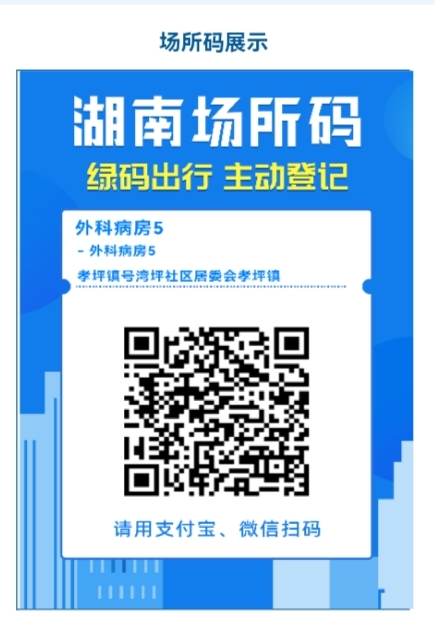 场所码展示
湖南场所码
绿码出行 主动登记
外科病房5
- 外科病房5
孝坪镇号湾坪社区居委会孝坪镇
请用支付宝、微信扫码